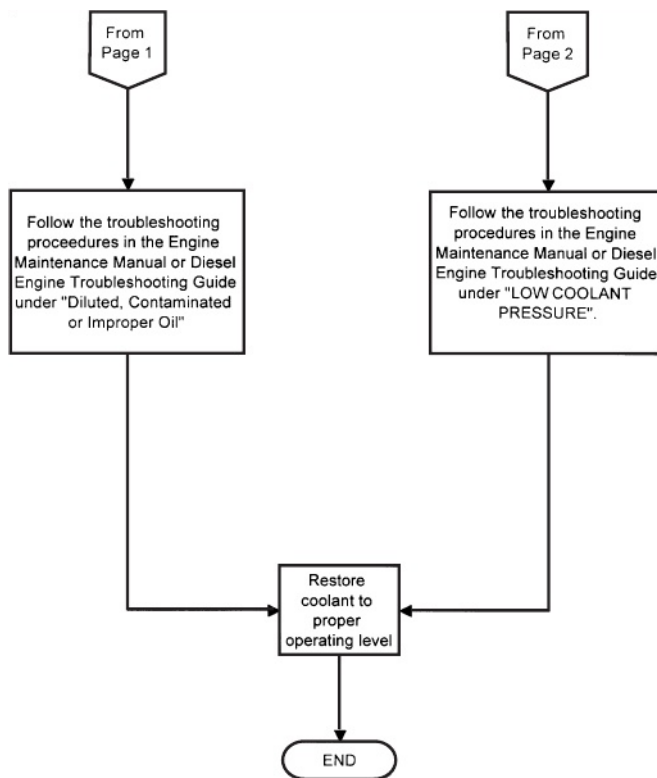 From
Page 1
From
Page 2
Follow the troubleshooting
proceedures in the Engine
Maintenance Manual or Diesel
Engine Troubleshooting Guide
under "Diluted, Contaminated
or Improper Oil"
Follow the troubleshooting
procedures in the Engine
Maintenance Manual or Diesel
Engine Troubleshooting Guide
under "LOW COOLANT
PRESSURE".
Restore
coolant to
proper
operating level
END